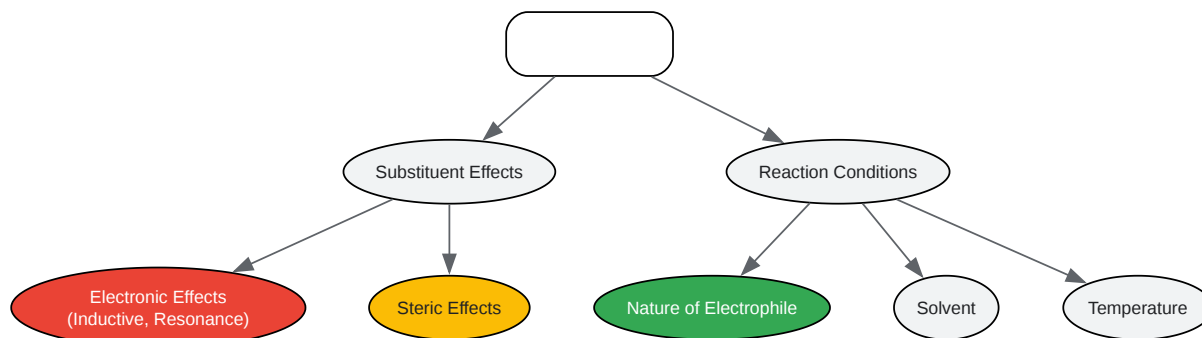 Substituent Effects
Reaction Conditions
Electronic Effects
(Inductive, Resonance)
Steric Effects
Nature of Electrophile
Solvent
Temperature